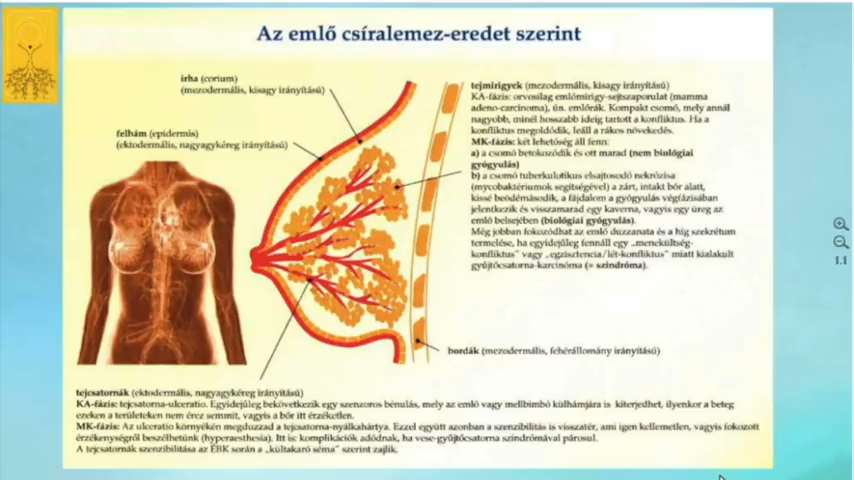 Az emlő csíralemez-eredet szerint
irha (corium)
(mezodermális, kisagy irányítású)
felhám (epidermis)
(ektodermális, nagyagykéreg irányítású)
tejmirigyek (mezodermális, kisagy irányítású)
KA-fázis: orvosilag emlőmirigy-sejtszaporulat (mamma
adeno-carcinoma), ún. emlőrák. Kompakt csomó, mely annál
nagyobb, minél hosszabb ideig tartott a konfliktus. Ha a
konfliktus megoldódik, leáll a rákos növekedés.
MK-fázis: két lehetőség áll fenn:
a) a csomó betokozódik és ott marad (nem biológiai
gyógyulás)
b) a csomó tuberkulotikus elsajtosodó nekrózisa
(mycobaktériumok segítségével) a zárt, intakt bőr alatt,
kissé beödémásodik, a fájdalom a gyógyulás végfázisában
jelentkezik és visszamarad egy kaverna, vagyis egy üreg az
emlő belsejében (biológiai gyógyulás).
Még jobban fokozódhat az emlő duzzanata és a híg szekrétum
termelése, ha egyidejűleg fennáll egy „menekültség-
konfliktus” vagy „egzisztencia/lét-konfliktus” miatt kialakult
gyűjtőcsatorna-karcinóma (= szindróma).
bordák (mezodermális, fehérállomány irányítású)
tejcsatornák (ektodermális, nagyagykéreg irányítású)
KA-fázis: tejcsatorna-ulceratio. Egyidejűleg bekövetkezik egy szenzoros bénulás, mely az emlő vagy mellbimbó külhámjára is kiterjedhet, ilyenkor a beteg
ezeken a területeken nem érez semmit, vagyis a bőr itt érzéketlen.
MK-fázis: Az ulceratio környékén megduzzad a tejcsatorna-nyálkahártya. Ezzel együtt azonban a szenzibilitás is visszatér, ami igen kellemetlen, vagyis fokozott
érzékenységről beszélhetünk (hyperaesthesia). Itt is komplikációk adódnak, ha vese-gyűjtőcsatorna szindrómával párosul.
A tejcsatornák szenzibilitása az ÉBK során a „kültakaró séma” szerint zajlik.
1:1